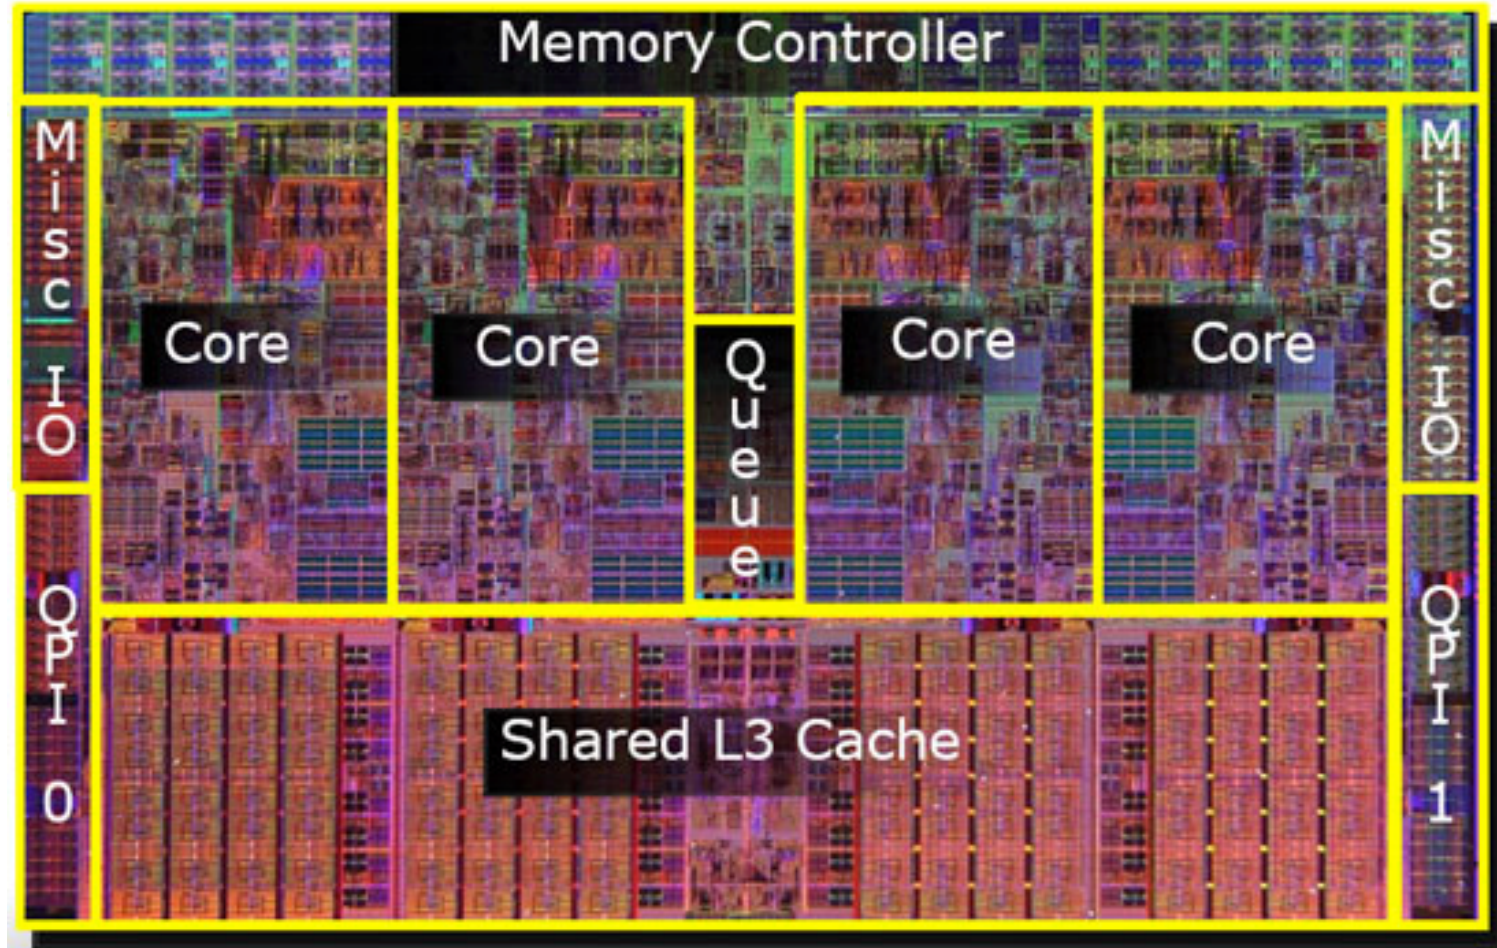 Memory Controller
Misc IO
Core
Core
Queue
Core
Core
Misc IO
QPI 0
Shared L3 Cache
QPI 1